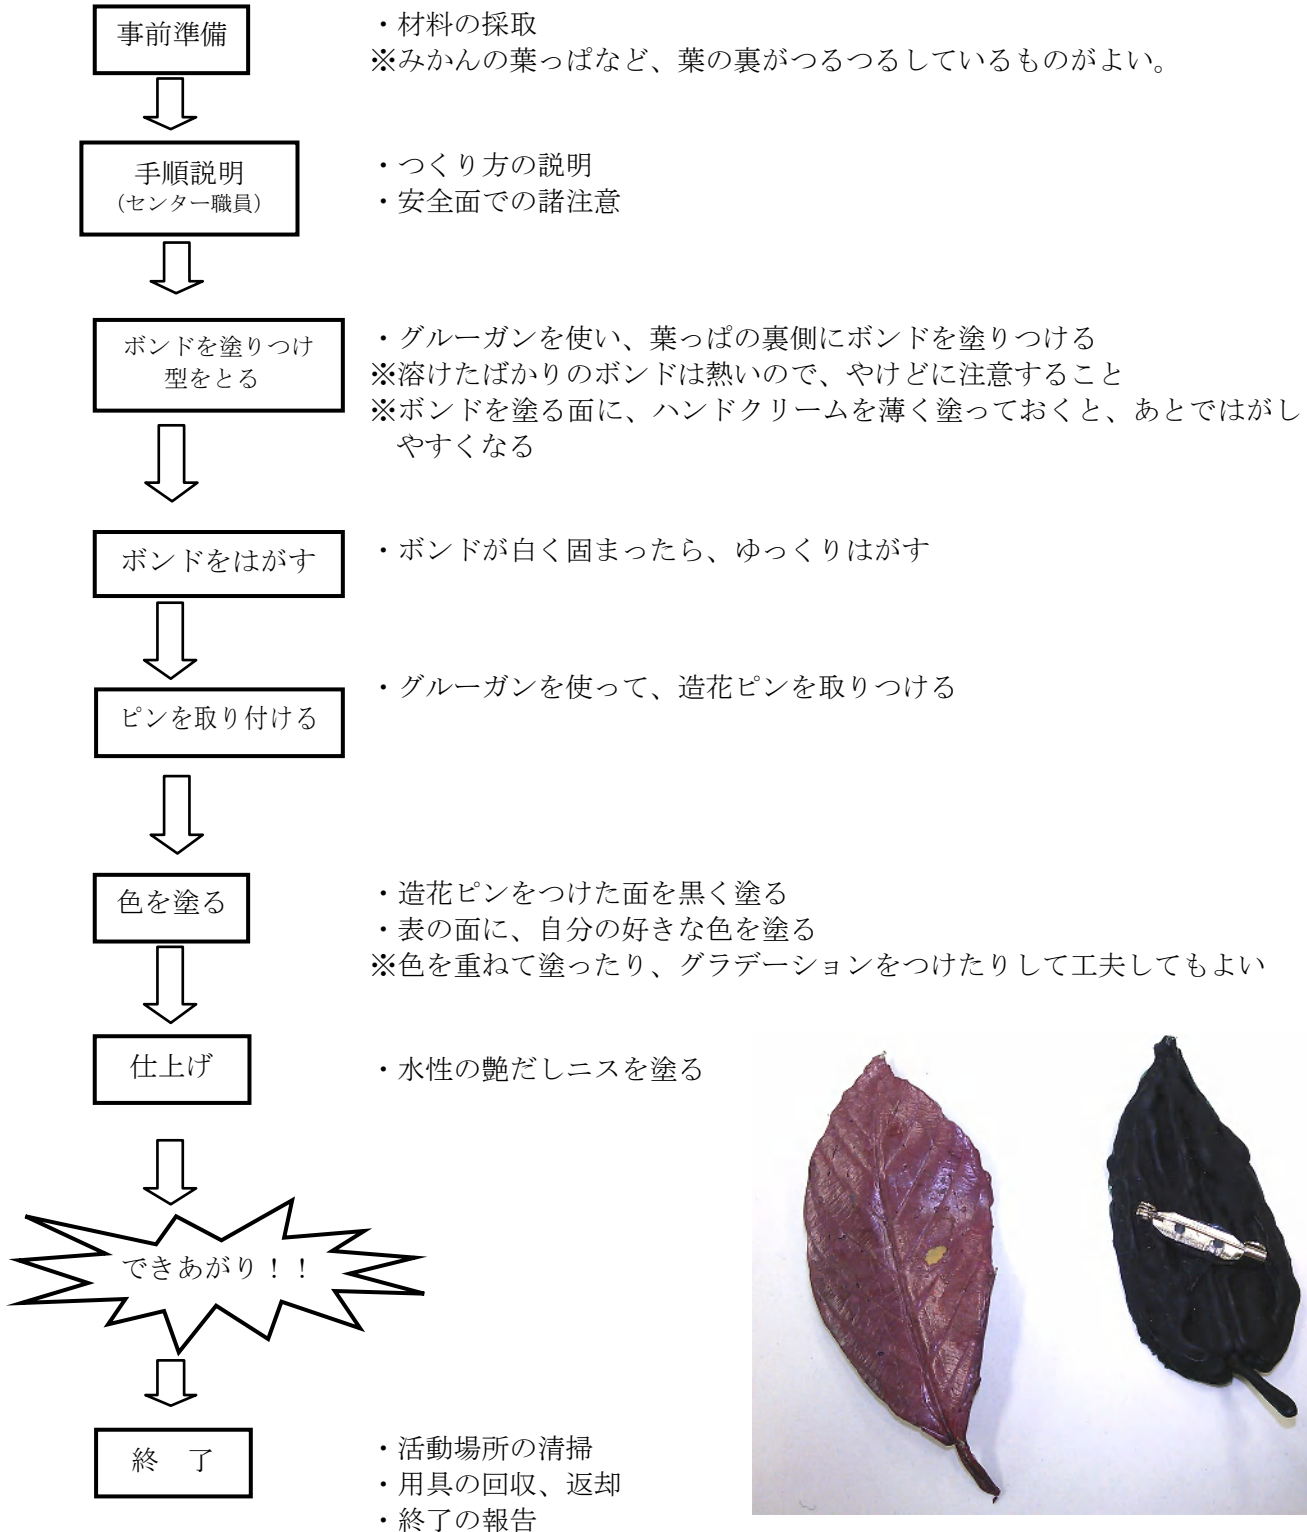 事前準備
・材料の採取
※みかんの葉っぱなど、葉の裏がつるつるしているものがよい。
手順説明
（センター職員）
・つくり方の説明
・安全面での諸注意
ボンドを塗りつけ
型をとる
・グルーガンを使い、葉っぱの裏側にボンドを塗りつける
※溶けたばかりのボンドは熱いので、やけどに注意すること
※ボンドを塗る面に、ハンドクリームを薄く塗っておくと、あとではがし
やすくなる
ボンドをはがす
・ボンドが白く固まったら、ゆっくりはがす
ピンを取り付ける
・グルーガンを使って、造花ピンを取りつける
色を塗る
・造花ピンをつけた面を黒く塗る
・表の面に、自分の好きな色を塗る
※色を重ねて塗ったり、グラデーションをつけたりして工夫してもよい
仕上げ
・水性の艶だしニスを塗る
できあがり！！
終　了
・活動場所の清掃
・用具の回収、返却
・終了の報告